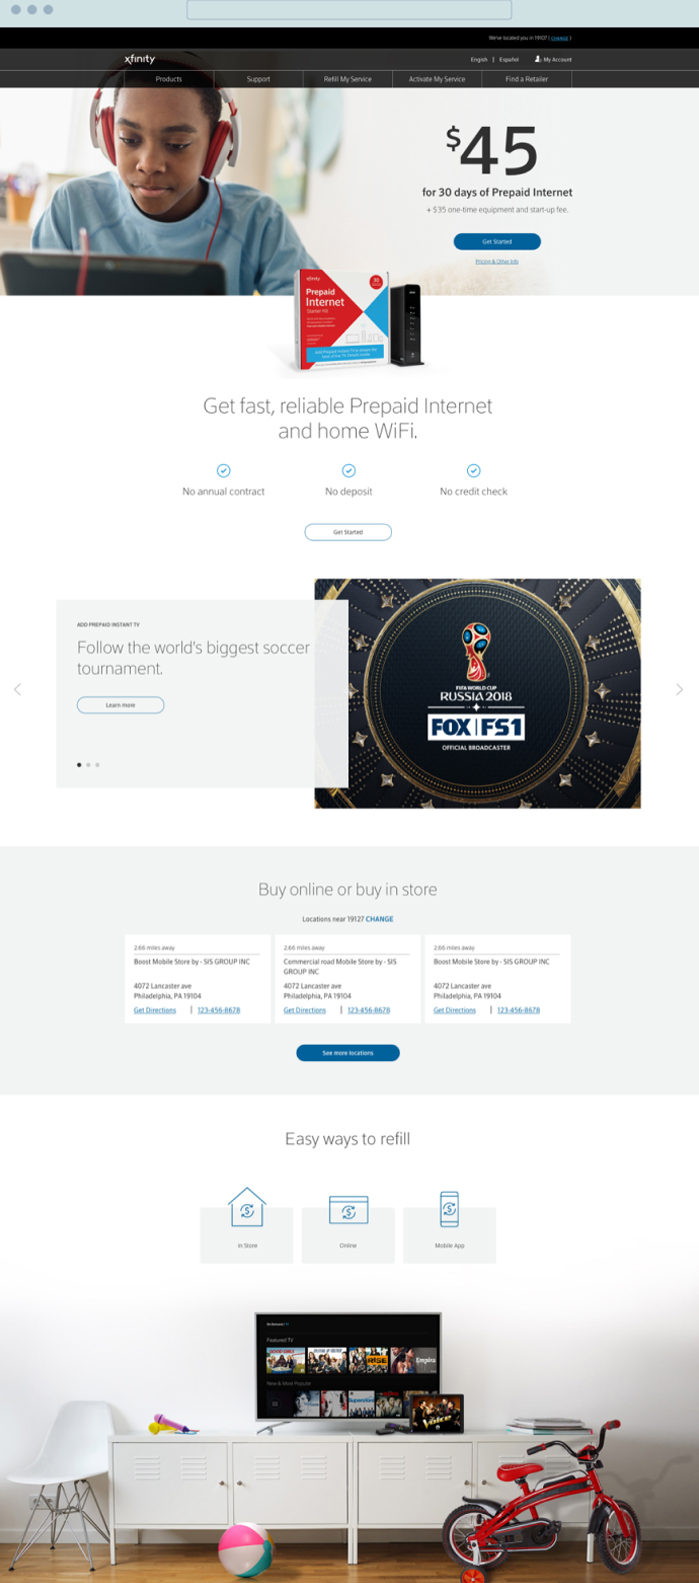 We've located you in 19107 ( CHANGE )
xfinity
English | Español My Account
Products Support Refill My Service Activate My Service Find a Retailer
$45
for 30 days of Prepaid Internet
+ $35 one-time equipment and start-up fee.
Get Started
Pricing & Other Info
xfinity
Prepaid
Internet
Starter Kit
30
Get fast, reliable Prepaid Internet
and home WiFi.
No annual contract No deposit No credit check
Get Started
ADD PREPAID INSTANT TV
Follow the world's biggest soccer
tournament.
Learn more
FIFA WORLD CUP
RUSSIA 2018
FOX FS1
OFFICIAL BROADCASTER
Buy online or buy in store
Locations near 19127 CHANGE
2.66 miles away
Boost Mobile Store by - SIS GROUP INC
4072 Lancaster ave
Philadelphia, PA 19104
Get Directions | 123-456-8678
2.66 miles away
Commercial road Mobile Store by - SIS
GROUP INC
4072 Lancaster ave
Philadelphia, PA 19104
Get Directions | 123-456-8678
2.66 miles away
Boost Mobile Store by - SIS GROUP INC
4072 Lancaster ave
Philadelphia, PA 19104
Get Directions | 123-456-8678
See more locations
Easy ways to refill
In Store Online Mobile App
Featured TV
RISE
Empire
New & Most Popular
Superstore
Voice